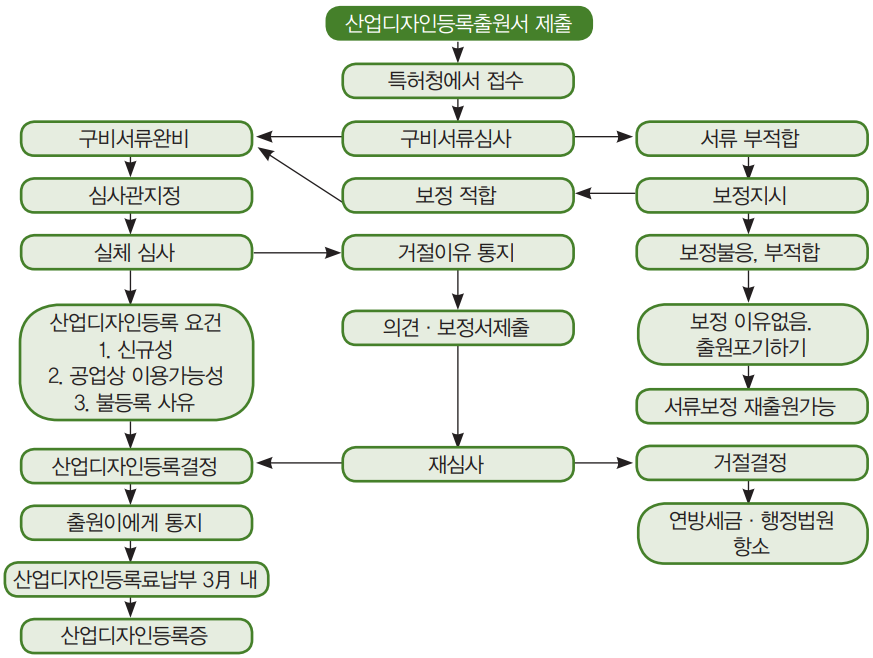 산업디자인등록출원서 제출
특허청에서 접수
구비서류완비
구비서류심사
서류 부적합
심사관지정
보정 적합
보정지시
실체 심사
거절이유 통지
보정불응, 부적합
산업디자인등록 요건
1. 신규성
2. 공업상 이용가능성
3. 불등록 사유
의견 · 보정서제출
보정 이유없음.
출원포기하기
서류보정 재출원가능
산업디자인등록결정
재심사
거절결정
출원이에게 통지
연방세금 · 행정법원
항소
산업디자인등록료납부 3月 내
산업디자인등록증